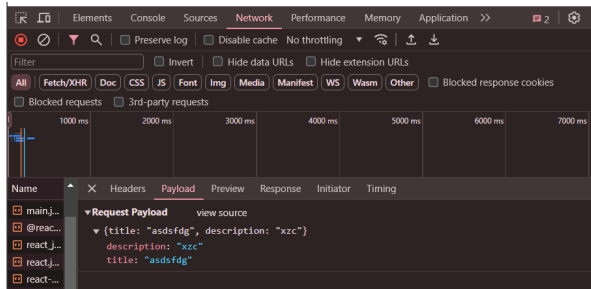 Elements Console Sources Network Performance Memory Application 2
Preserve log Disable cache No throttling
Filter Invert Hide data URLs Hide extension URLs
All Fetch/XHR Doc CSS JS Font Img Media Manifest WS Wasm Other Blocked response cookies
Blocked requests 3rd-party requests
1000 ms 2000 ms 3000 ms 4000 ms 5000 ms 6000 ms 7000 ms
Name Headers Payload Preview Response Initiator Timing
main.j... Request Payload view source
@reac... {title: "asdsfdg", description: "xzc"}
react_j... description: "xzc"
react.j... title: "asdsfdg"
react-...